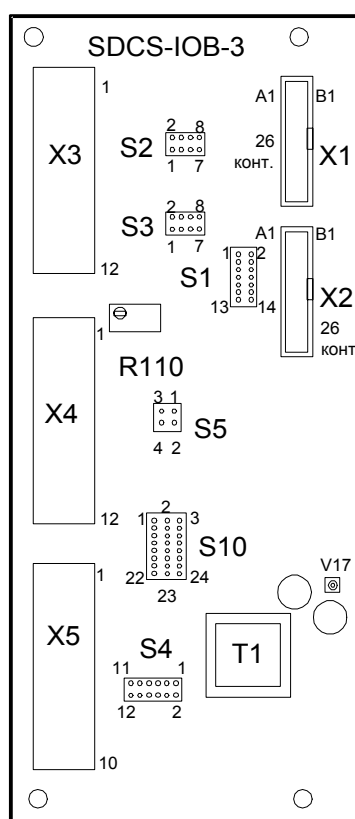 SDCS-IOB-3
1
X3
12
2 8
S2
1 7
2 8
S3
1 7
A1 B1
26
конт.
X1
1 2
S1
13 14
A1 B1
X2
26
конт
1
X4
12
R110
3 1
S5
4 2
2
1 3
S10
22 24
23
V17
1
X5
10
11 1
S4
12 2
T1